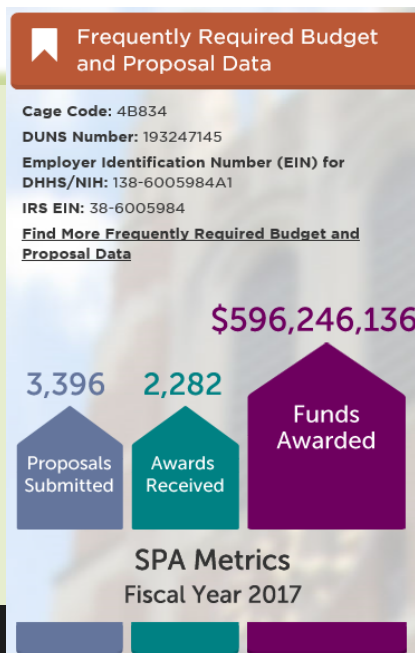 Frequently Required Budget
and Proposal Data
Cage Code: 4B834
DUNS Number: 193247145
Employer Identification Number (EIN) for
DHHS/NIH: 138-6005984A1
IRS EIN: 38-6005984
Find More Frequently Required Budget and
Proposal Data
$596,246,136
3,396
2,282
Funds
Awarded
Proposals
Submitted
Awards
Received
SPA Metrics
Fiscal Year 2017